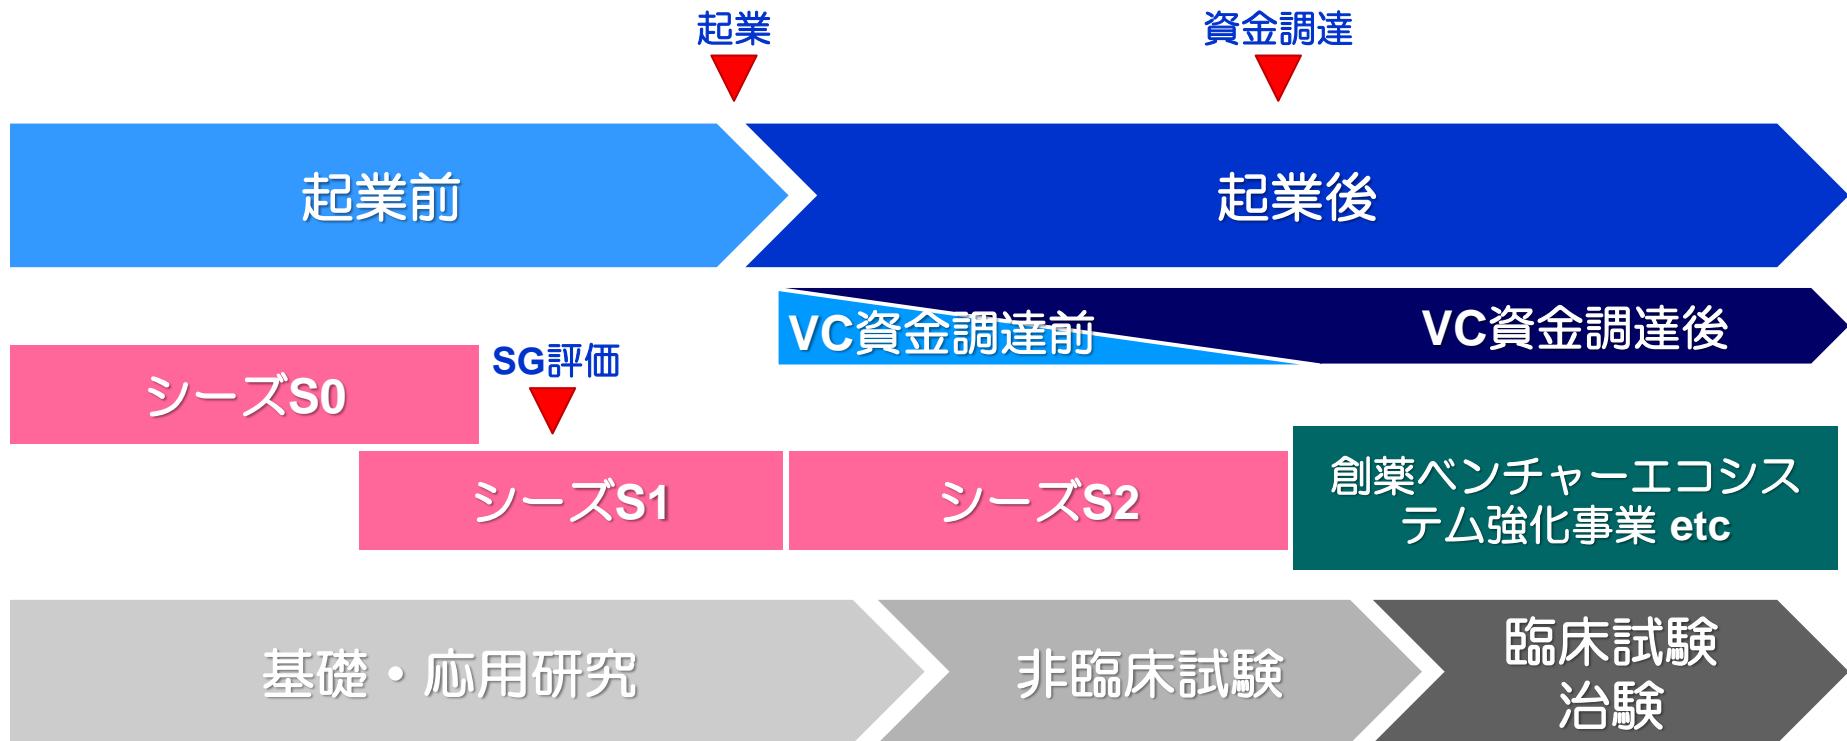 起業
資金調達
起業前
起業後
VC資金調達前
VC資金調達後
シーズS0
SG評価
シーズS1
シーズS2
創薬ベンチャーエコシス
テム強化事業 etc
基礎・応用研究
非臨床試験
臨床試験
治験